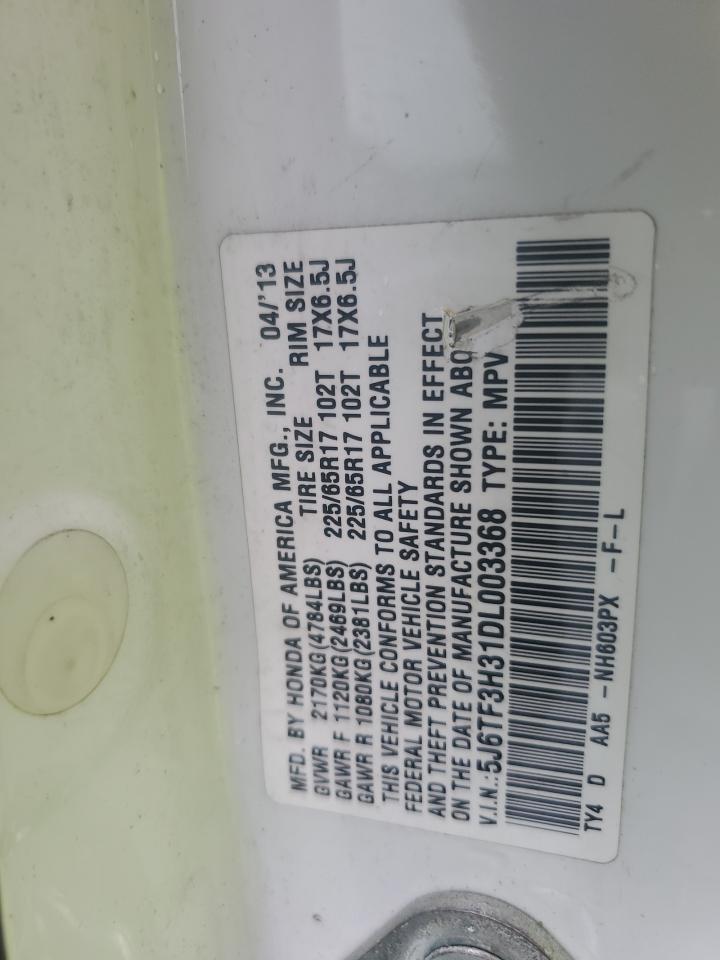 MFD. BY HONDA OF AMERICA MFG., INC. 04/'13
TIRE SIZE RIM SIZE
GVWR 2170KG(4784LBS)
GAWR F 1120KG(2469LBS) 225/65R17 102T 17X6.5J
GAWR R 1080KG(2381LBS) 225/65R17 102T 17X6.5J
THIS VEHICLE CONFORMS TO ALL APPLICABLE
FEDERAL MOTOR VEHICLE SAFETY
AND THEFT PREVENTION STANDARDS IN EFFECT
ON THE DATE OF MANUFACTURE SHOWN ABO
V.I.N.:5J6TF3H31DL003368 TYPE: MPV
TY4 D AA5 -NH603PX -F-L